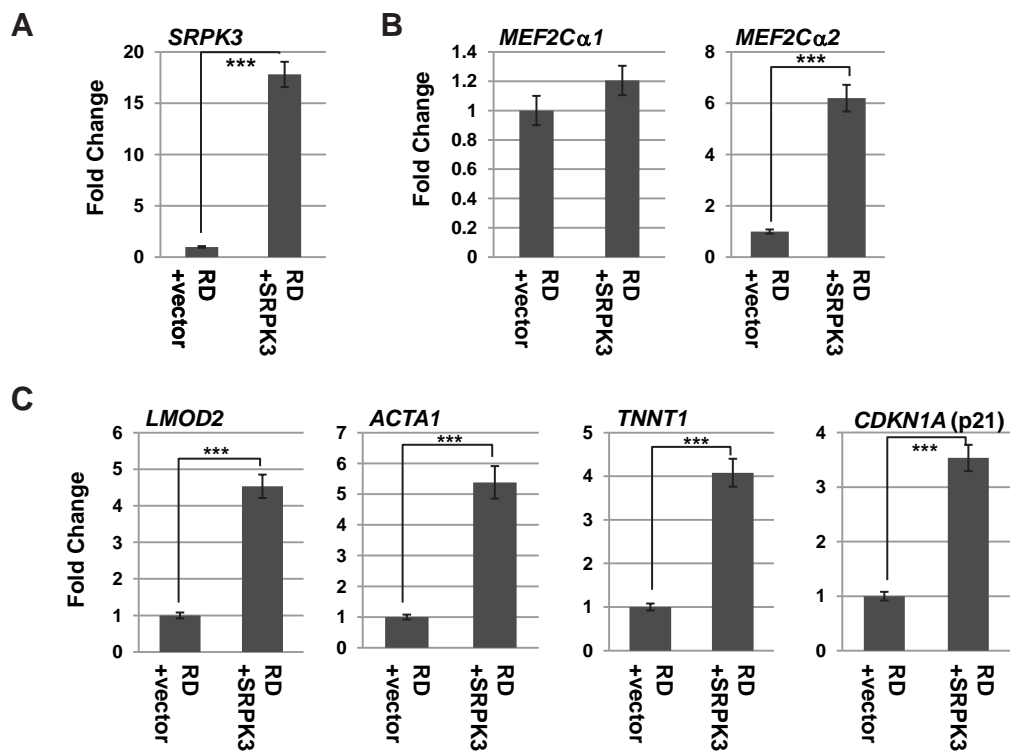 A
SRPK3
Fold Change
20
15
10
5
0
***
RD
+vector
RD
+SRPK3
B
MEF2Cα1
Fold Change
1.4
1.2
1
0.8
0.6
0.4
0.2
0
RD
+vector
RD
+SRPK3
MEF2Cα2
8
6
4
2
0
***
RD
+vector
RD
+SRPK3
C
LMOD2
Fold Change
6
5
4
3
2
1
0
***
RD
+vector
RD
+SRPK3
ACTA1
7
6
5
4
3
2
1
0
***
RD
+vector
RD
+SRPK3
TNNT1
5
4
3
2
1
0
***
RD
+vector
RD
+SRPK3
CDKN1A (p21)
4
3
2
1
0
***
RD
+vector
RD
+SRPK3